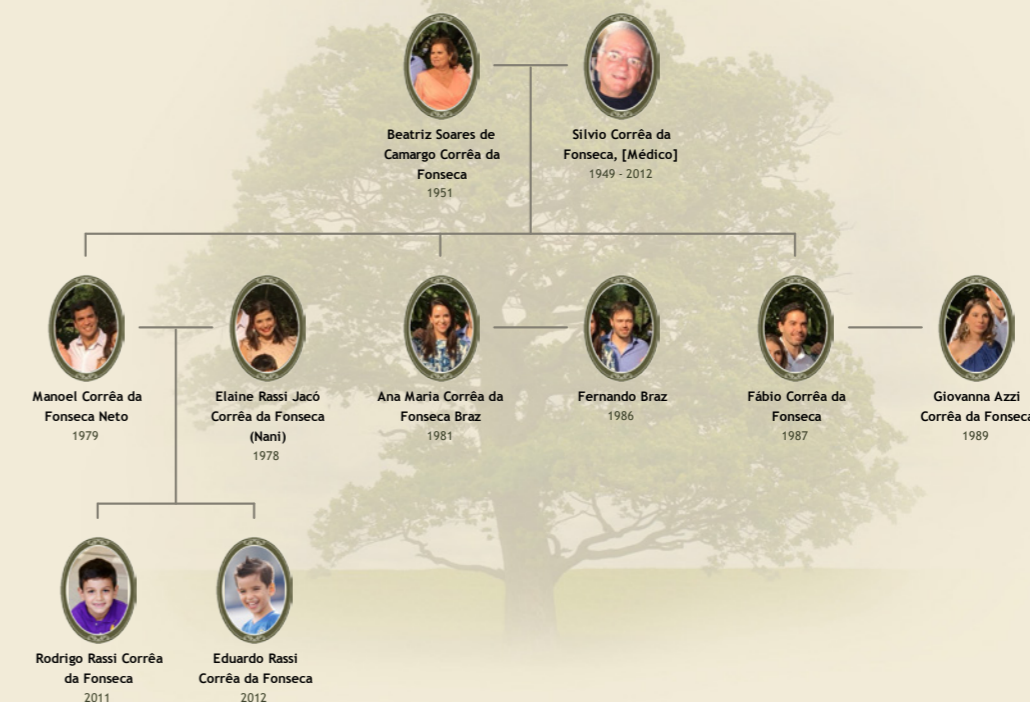 Beatriz Soares de
Camargo Corrêa da
Fonseca
1951
Silvio Corrêa da
Fonseca, [Médico]
1949 - 2012
Manoel Corrêa da
Fonseca Neto
1979
Elaine Rassi Jacó
Corrêa da Fonseca
(Nani)
1978
Ana Maria Corrêa da
Fonseca Braz
1981
Fernando Braz
1986
Fábio Corrêa da
Fonseca
1987
Giovanna Azzi
Corrêa da Fonseca
1989
Rodrigo Rassi Corrêa
da Fonseca
2011
Eduardo Rassi
Corrêa da Fonseca
2012